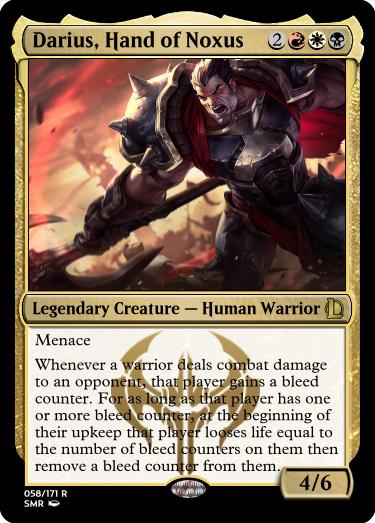 Darius, Hand of Noxus 2
Legendary Creature — Human Warrior
Menace
Whenever a warrior deals combat damage
to an opponent, that player gains a bleed
counter. For as long as that player has one
or more bleed counter, at the beginning of
their upkeep that player looses life equal to
the number of bleed counters on them then
remove a bleed counter from them.
4/6
058/171 R
SMR